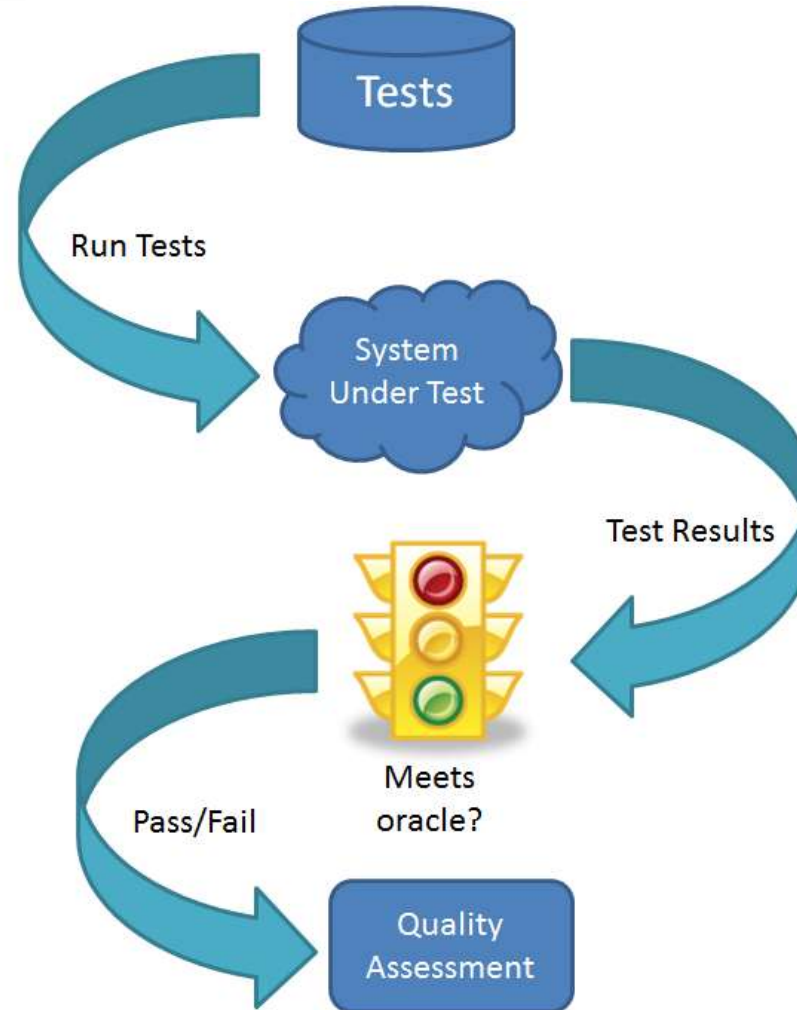 Tests
Run Tests
System
Under Test
Test Results
Meets
oracle?
Pass/Fail
Quality
Assessment